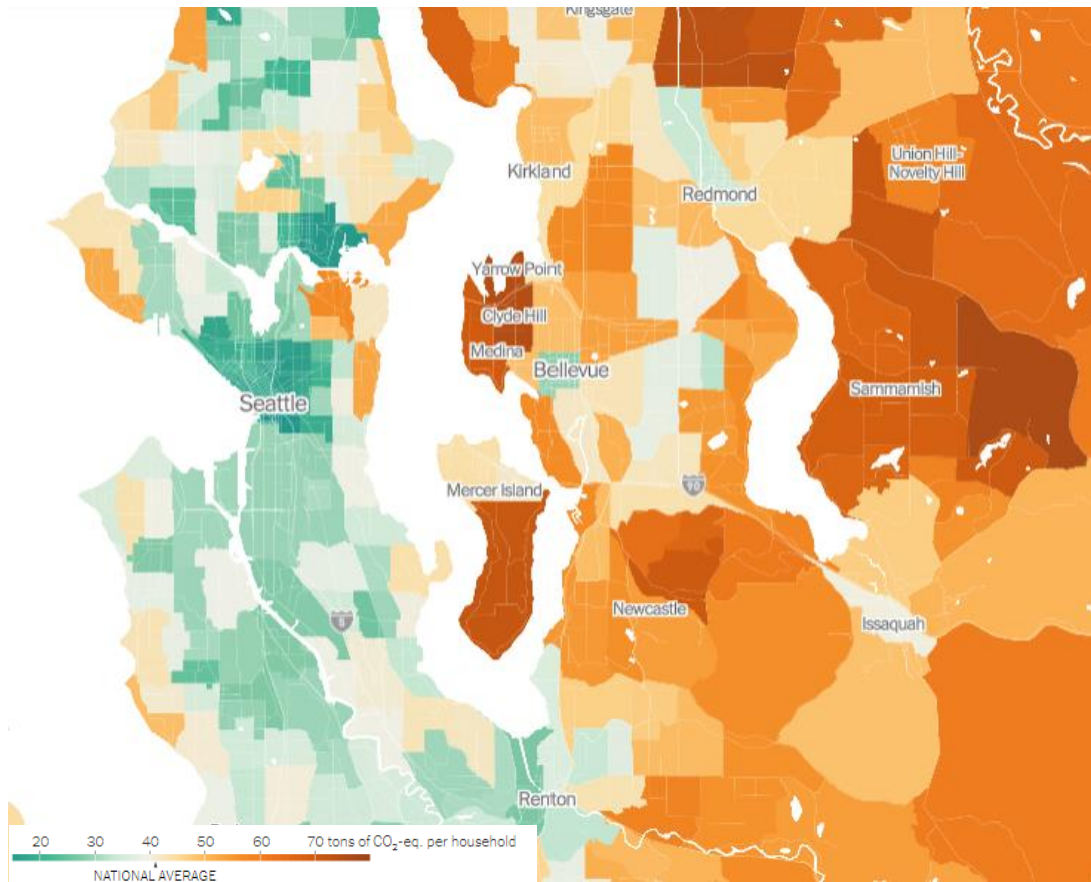 Kingsgate
Union Hill-
Novelty Hill
Kirkland
Redmond
Yarrow Point
Clyde Hill
Medina
Bellevue
Sammamish
Seattle
Mercer Island
90
Newcastle
5
Issaquah
Renton
20 30 40 50 60 70 tons of CO₂-eq. per household
NATIONAL AVERAGE